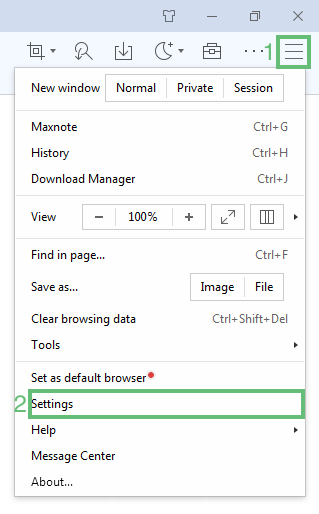 1
New window Normal Private Session
Maxnote Ctrl+G
History Ctrl+H
Download Manager Ctrl+J
View − 100% +
Find in page... Ctrl+F
Save as... Image File
Clear browsing data Ctrl+Shift+Del
Tools
Set as default browser
2 Settings
Help
Message Center
About...